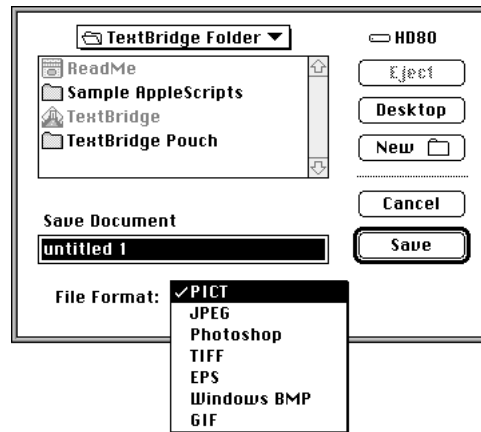 TextBridge Folder
HD80
ReadMe
Sample AppleScripts
TextBridge
TextBridge Pouch
Eject
Desktop
New
Cancel
Save
Save Document
untitled 1
File Format:
PICT
JPEG
Photoshop
TIFF
EPS
Windows BMP
GIF